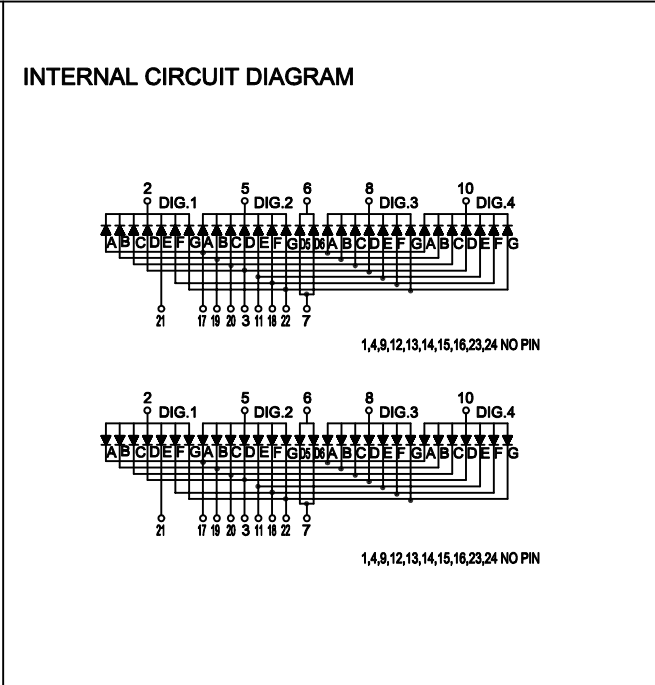 INTERNAL CIRCUIT DIAGRAM
2 5 6 8 10
DIG.1 DIG.2 DIG.3 DIG.4
A B C D E F G A B C D E F G D5 D6 A B C D E F G A B C D E F G
21 17 19 20 3 11 18 22 7
1,4,9,12,13,14,15,16,23,24 NO PIN
2 5 6 8 10
DIG.1 DIG.2 DIG.3 DIG.4
A B C D E F G A B C D E F G D5 D6 A B C D E F G A B C D E F G
21 17 19 20 3 11 18 22 7
1,4,9,12,13,14,15,16,23,24 NO PIN